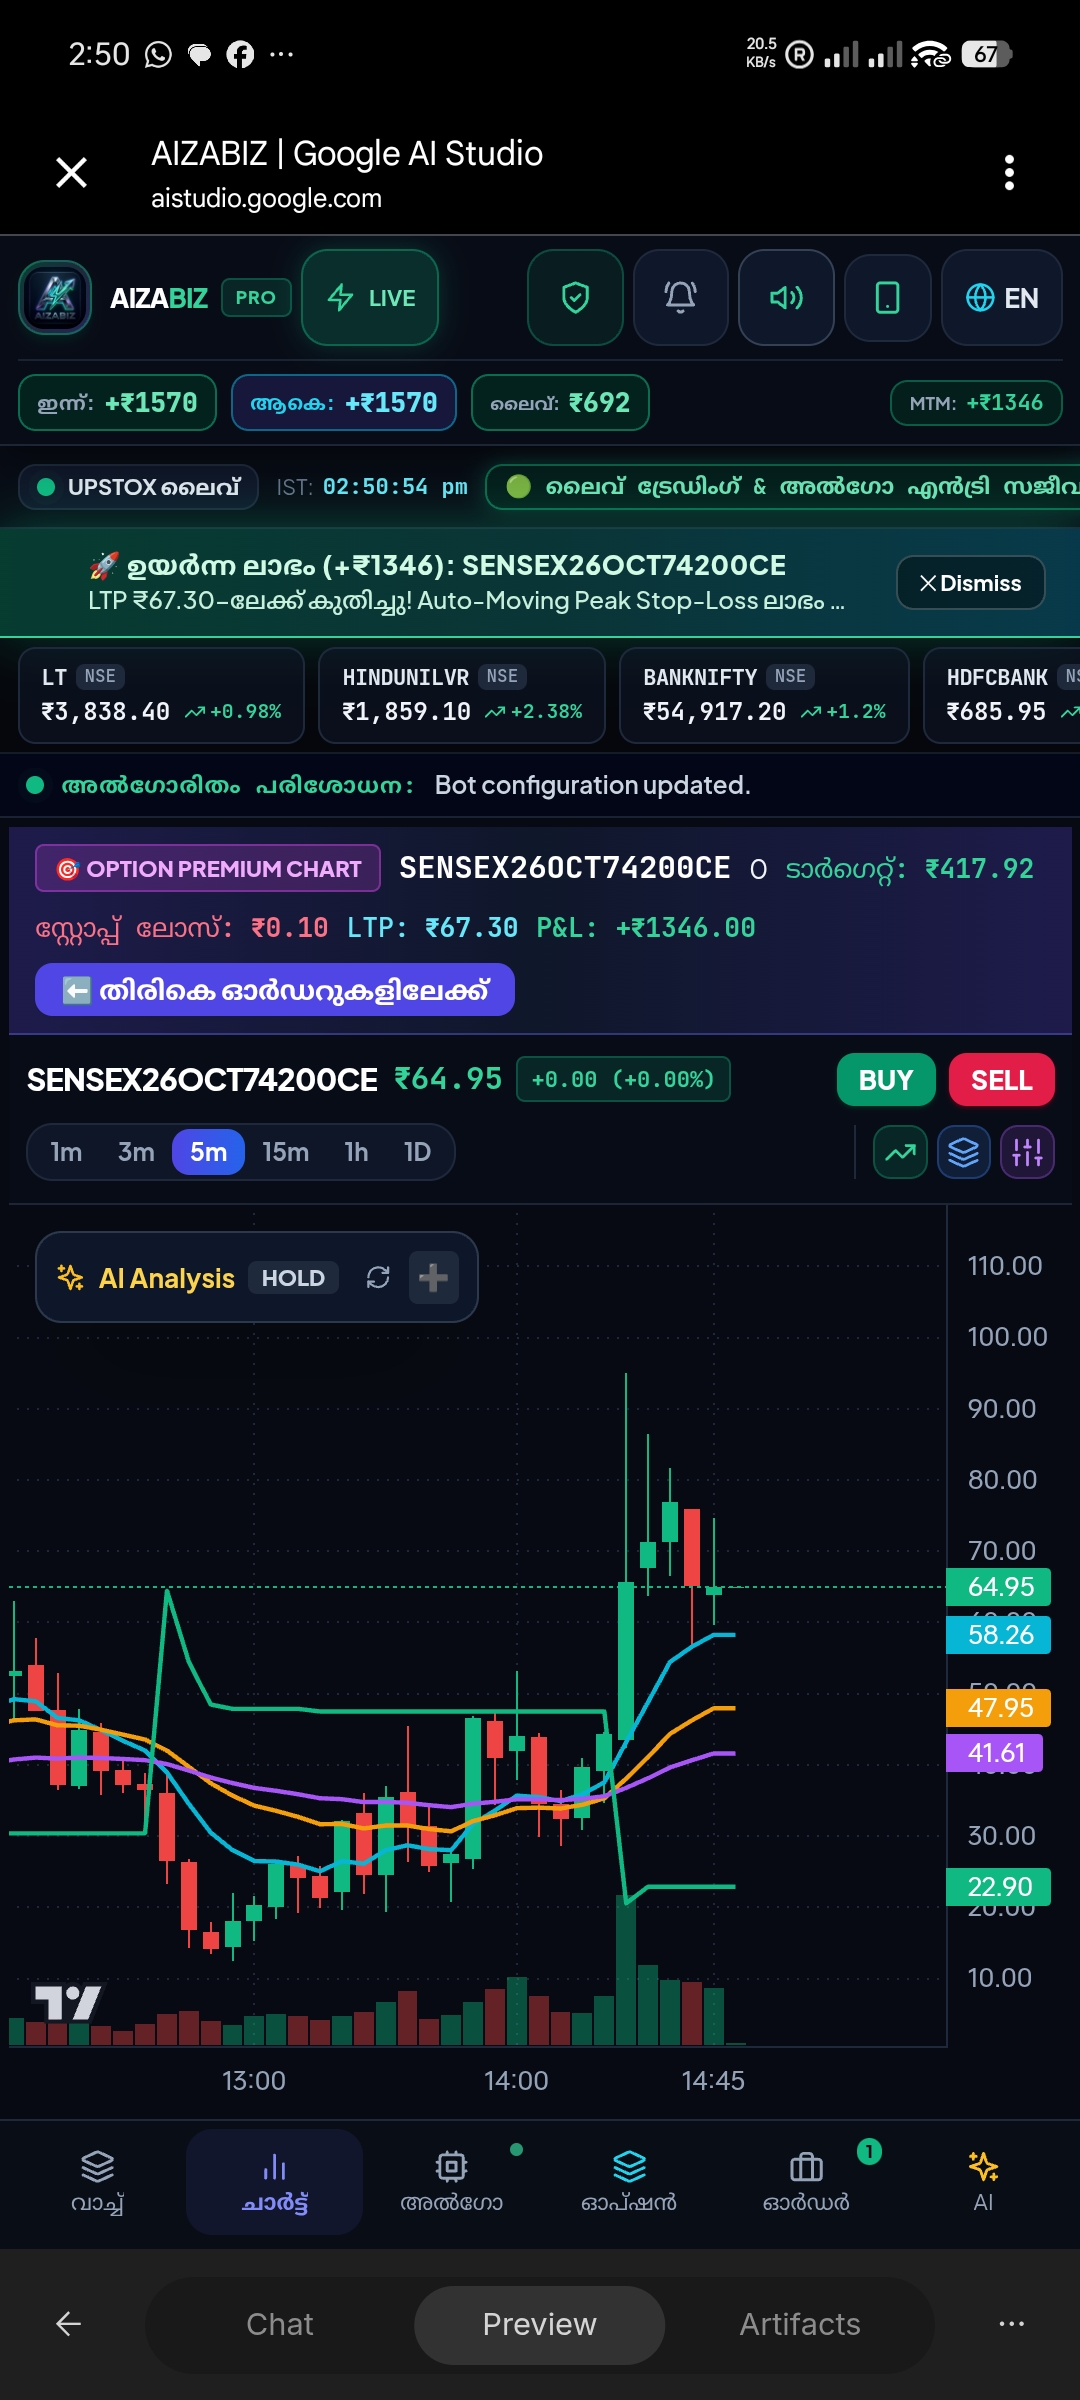 2:50 ··· 20.5 KB/s R 67
AIZABIZ | Google AI Studio
aistudio.google.com
AIZABIZ PRO LIVE EN
ഇന്ന്: +₹1570 ആകെ: +₹1570 ലൈവ്: ₹692 MTM: +₹1346
UPSTOX ലൈവ് IST: 02:50:54 pm 🟢 ലൈവ് ട്രേഡിംഗ് & അൽഗോ എൻട്രി സജീവ
🚀 ഉയർന്ന ലാഭം (+₹1346): SENSEX26OCT74200CE
LTP ₹67.30-ലേക്ക് കുതിച്ചു! Auto-Moving Peak Stop-Loss ലാഭം ...
Dismiss
LT NSE HINDUNILVR NSE BANKNIFTY NSE HDFCBANK
₹3,838.40 +0.98% ₹1,859.10 +2.38% ₹54,917.20 +1.2% ₹685.95
അൽഗോരിതം പരിശോധന: Bot configuration updated.
🎯 OPTION PREMIUM CHART SENSEX26OCT74200CE 0 ടാർഗെറ്റ്: ₹417.92
സ്റ്റോപ്പ് ലോസ്: ₹0.10 LTP: ₹67.30 P&L: +₹1346.00
⬅️ തിരികെ ഓർഡറുകളിലേക്ക്
SENSEX26OCT74200CE ₹64.95 +0.00 (+0.00%) BUY SELL
1m 3m 5m 15m 1h 1D
AI Analysis HOLD
110.00
100.00
90.00
80.00
70.00
64.95
58.26
47.95
41.61
30.00
22.90
20.00
10.00
13:00 14:00 14:45
1
വാച്ച് ചാർട്ട് അൽഗോ ഓപ്ഷൻ ഓർഡർ AI
Chat Preview Artifacts ···